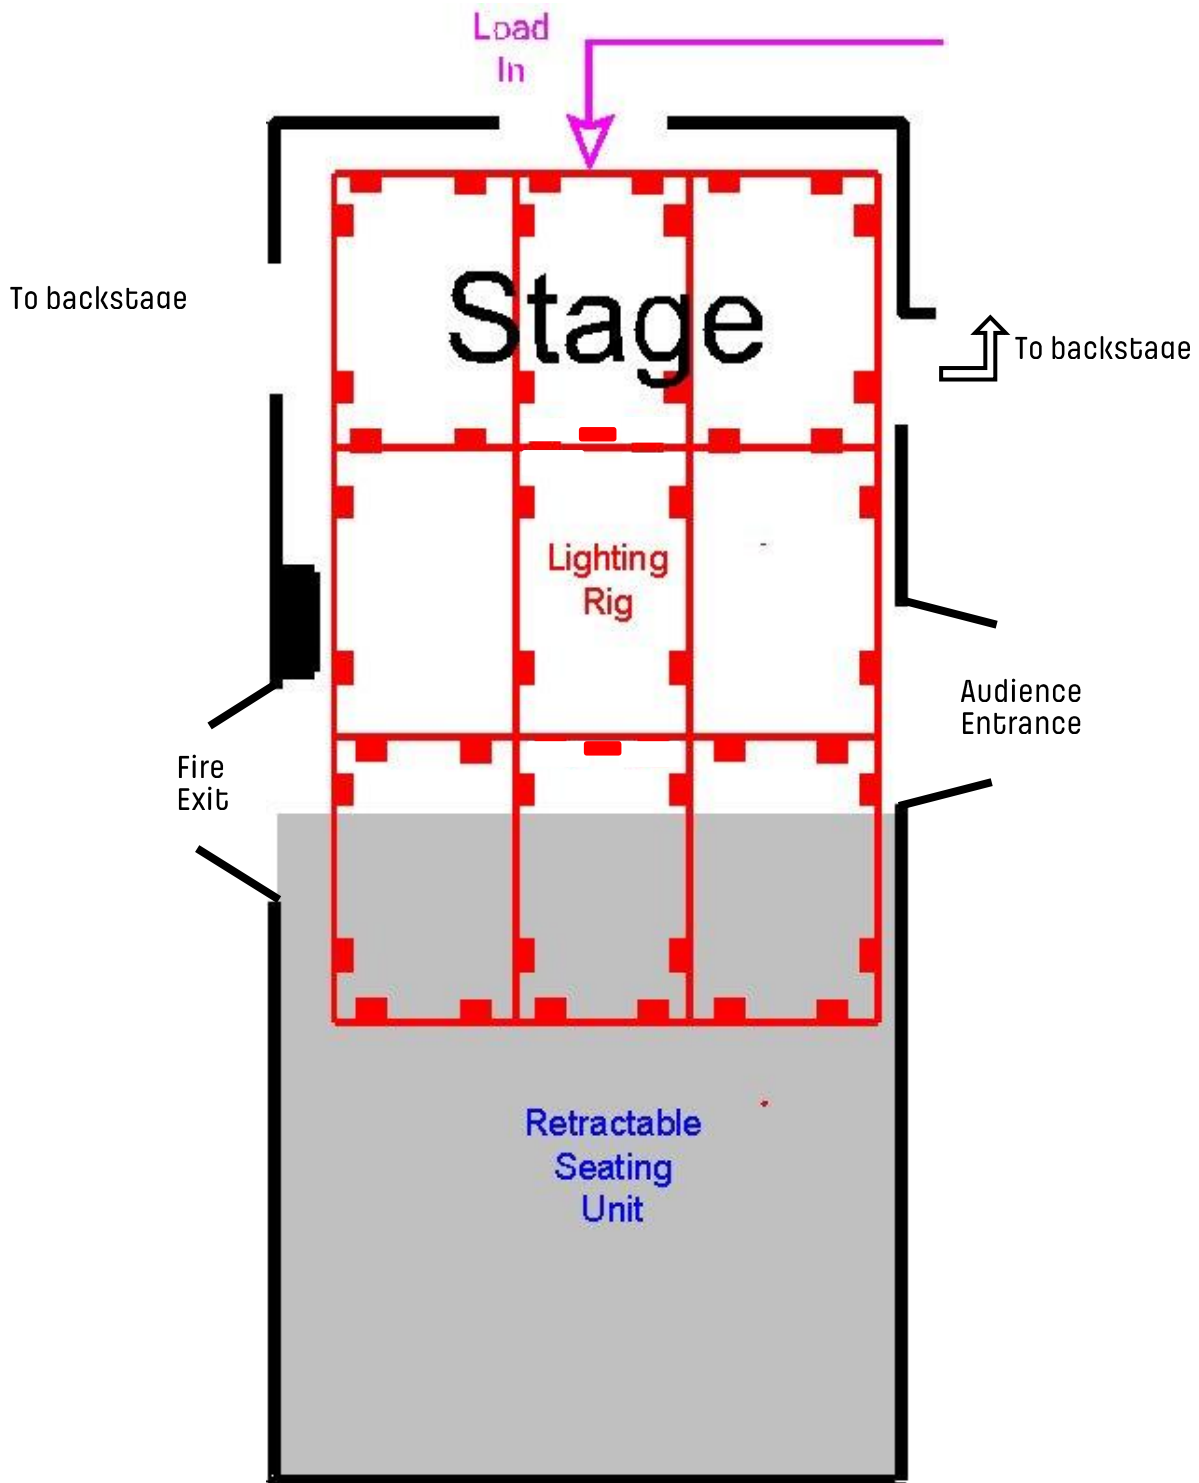 Load
In
To backstage
Stage
To backstage
Lighting
Rig
Audience
Entrance
Fire
Exit
Retractable
Seating
Unit